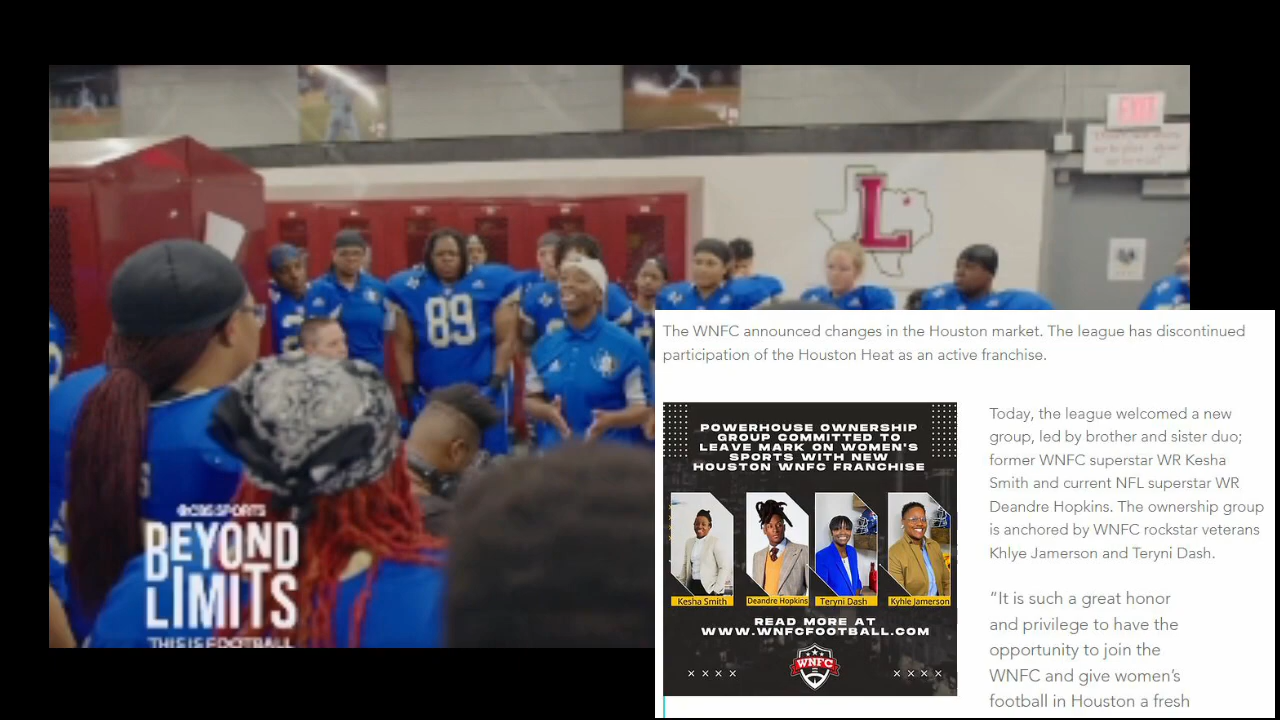 EXIT
L
89
CBS SPORTS
BEYOND
LIMITS
THIS IS FOOTBALL
The WNFC announced changes in the Houston market. The league has discontinued
participation of the Houston Heat as an active franchise.
POWERHOUSE OWNERSHIP
GROUP COMMITTED TO
LEAVE MARK ON WOMEN'S
SPORTS WITH NEW
HOUSTON WNFC FRANCHISE
Kesha Smith
Deandre Hopkins
Teryni Dash
Kyhle Jamerson
READ MORE AT
WWW.WNFCFOOTBALL.COM
WNFC
Today, the league welcomed a new
group, led by brother and sister duo;
former WNFC superstar WR Kesha
Smith and current NFL superstar WR
Deandre Hopkins. The ownership group
is anchored by WNFC rockstar veterans
Khlye Jamerson and Teryni Dash.
“It is such a great honor
and privilege to have the
opportunity to join the
WNFC and give women’s
football in Houston a fresh